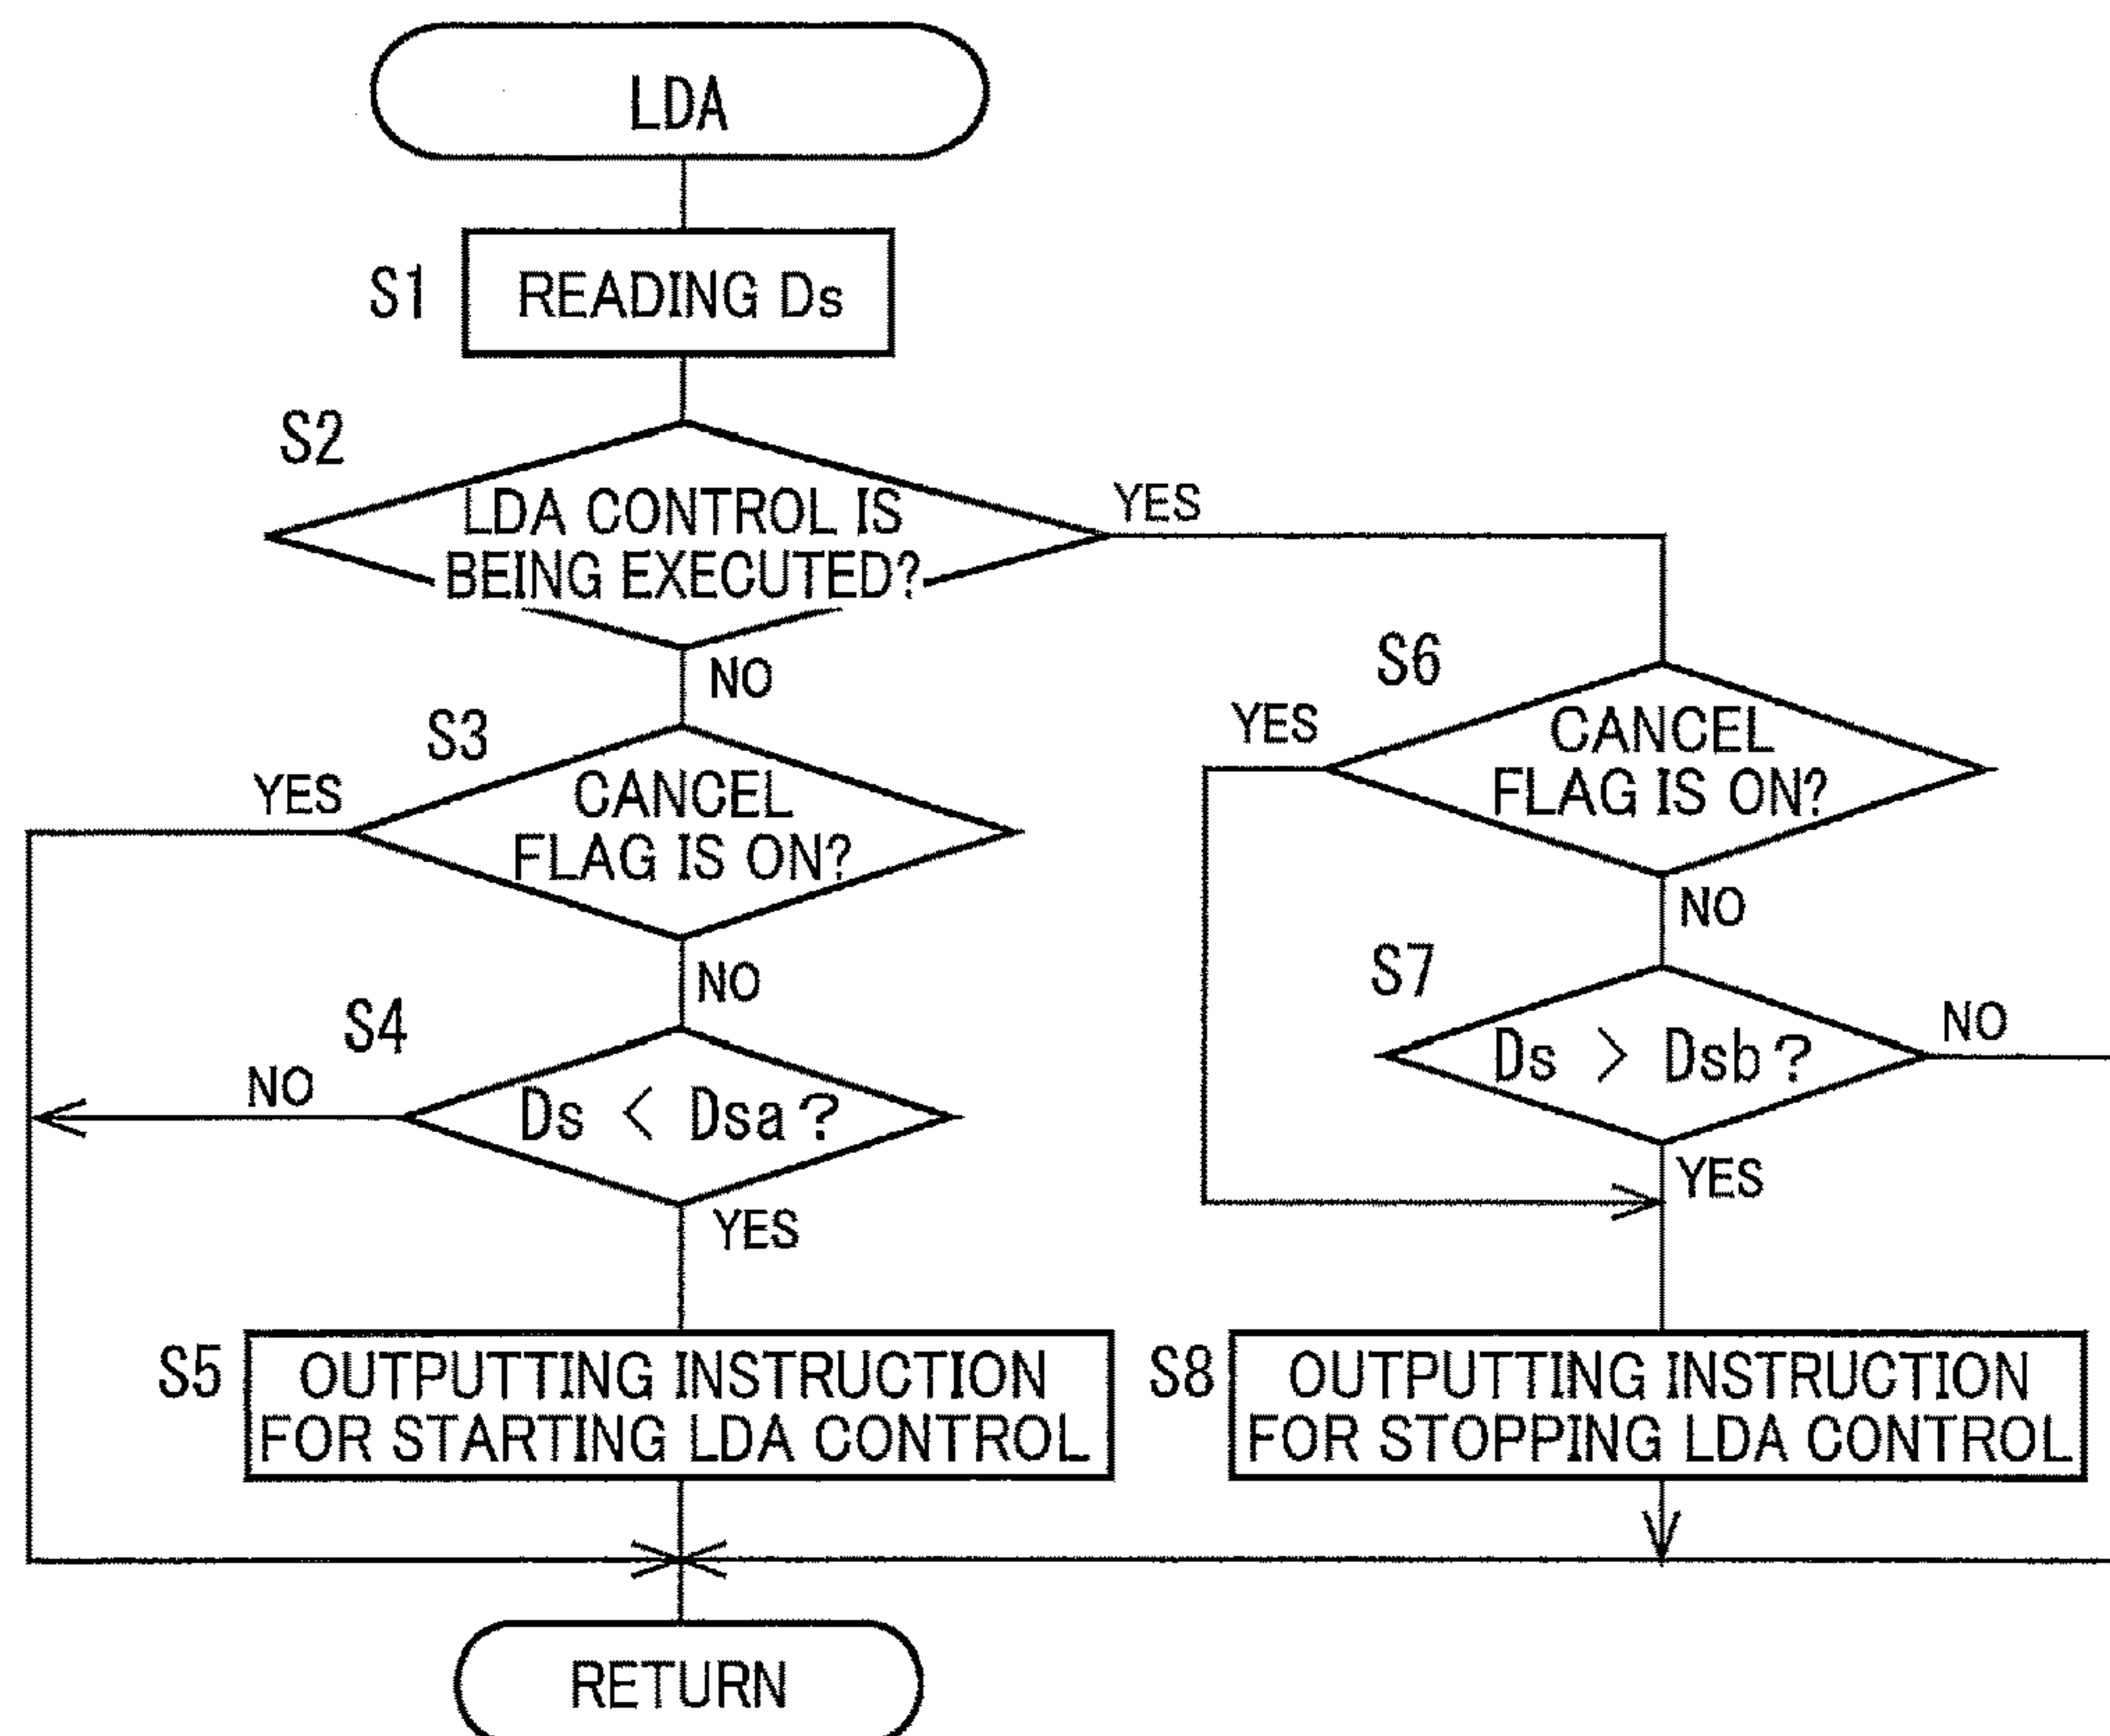 LDA
S1
READING Ds
S2
LDA CONTROL IS
BEING EXECUTED?
YES
NO
S3
CANCEL
FLAG IS ON?
YES
NO
S4
Ds < Dsa?
NO
YES
S5
OUTPUTTING INSTRUCTION
FOR STARTING LDA CONTROL
S6
CANCEL
FLAG IS ON?
YES
NO
S7
Ds > Dsb?
NO
YES
S8
OUTPUTTING INSTRUCTION
FOR STOPPING LDA CONTROL
RETURN